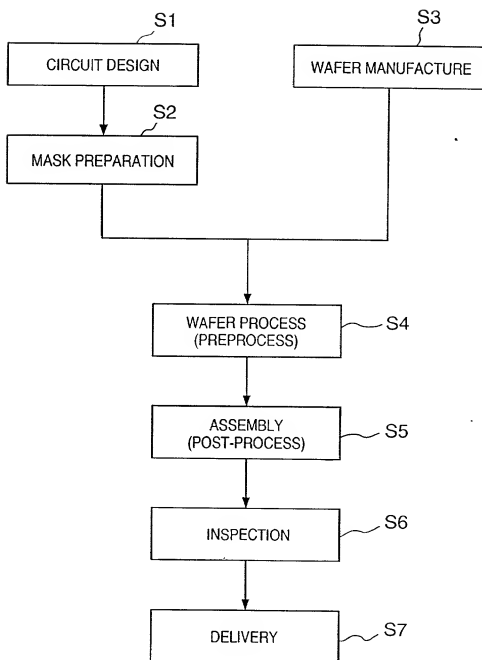 S1
CIRCUIT DESIGN
S3
WAFER MANUFACTURE
S2
MASK PREPARATION
S4
WAFER PROCESS
(PREPROCESS)
S5
ASSEMBLY
(POST-PROCESS)
S6
INSPECTION
S7
DELIVERY